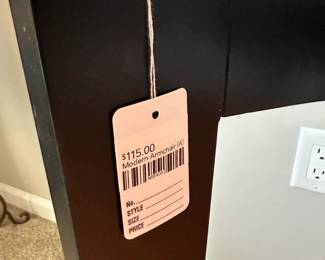 $115.00
Modern Armchair (A)
No.
STYLE
SIZE
PRICE